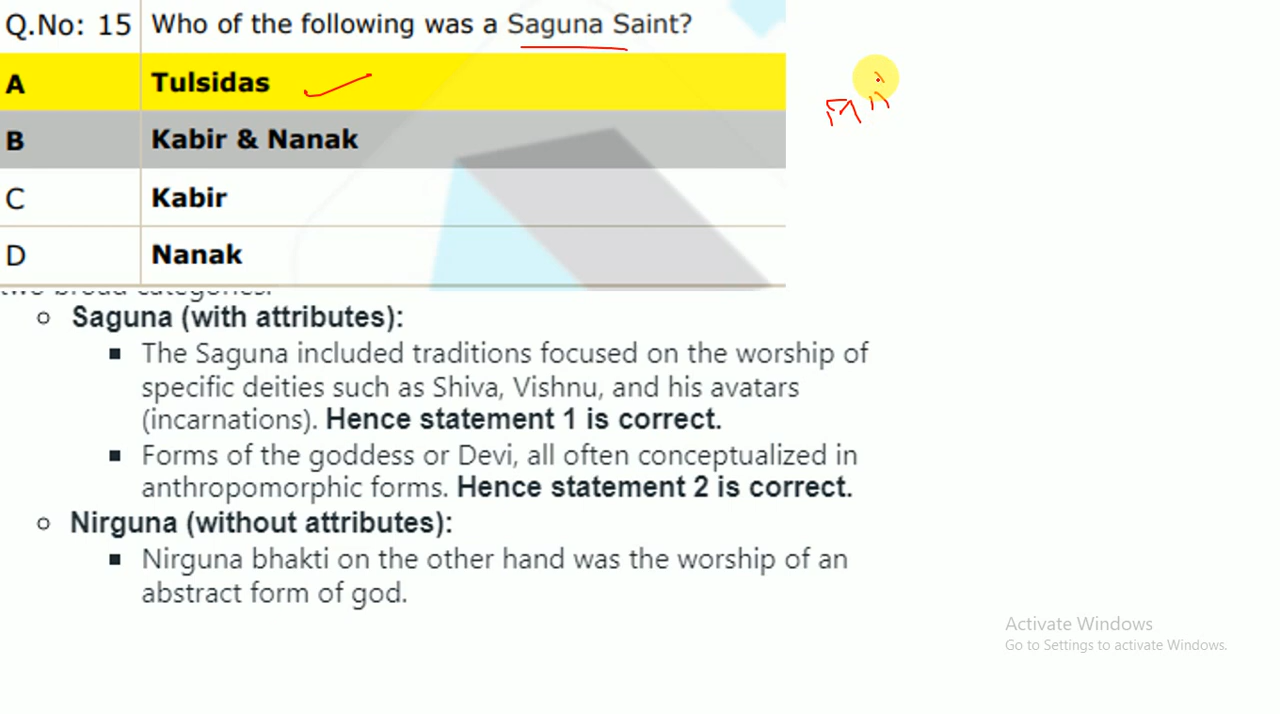 Q.No: 15 Who of the following was a Saguna Saint?
A Tulsidas
B Kabir & Nanak
C Kabir
D Nanak
two broad categories:
Saguna (with attributes):
The Saguna included traditions focused on the worship of
specific deities such as Shiva, Vishnu, and his avatars
(incarnations). Hence statement 1 is correct.
Forms of the goddess or Devi, all often conceptualized in
anthropomorphic forms. Hence statement 2 is correct.
Nirguna (without attributes):
Nirguna bhakti on the other hand was the worship of an
abstract form of god.
Activate Windows
Go to Settings to activate Windows.